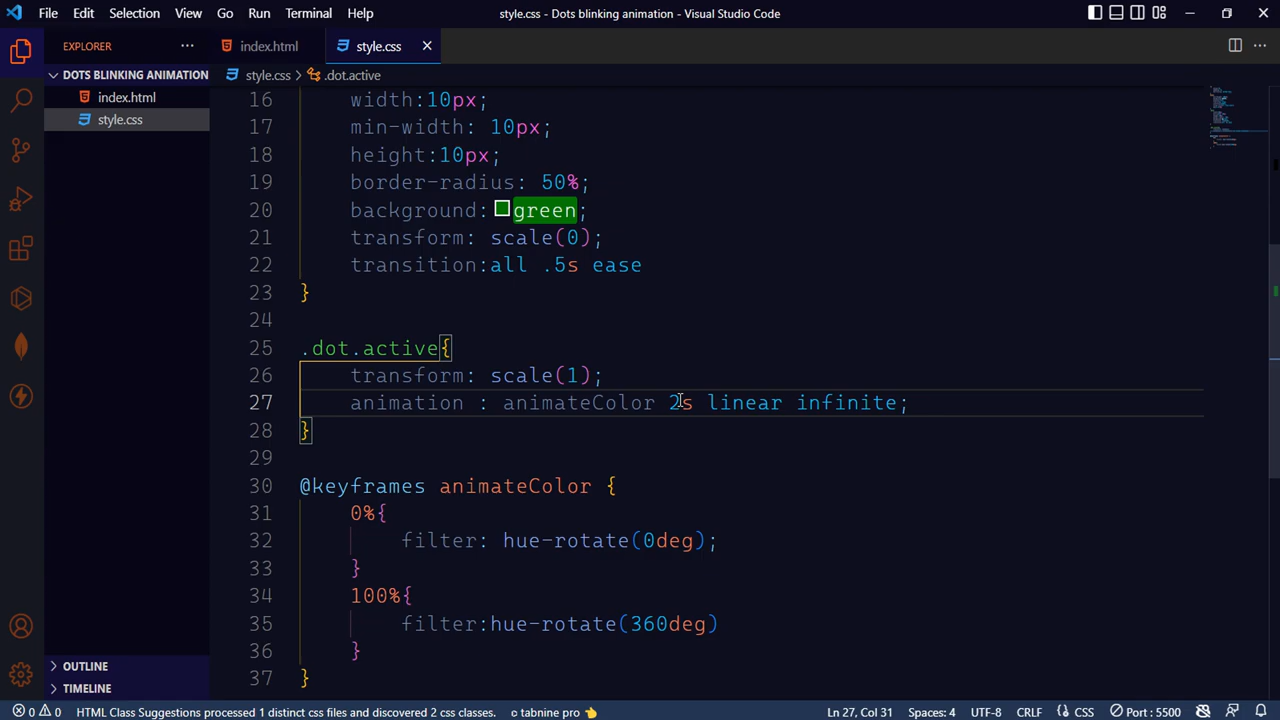 File Edit Selection View Go Run Terminal Help style.css - Dots blinking animation - Visual Studio Code
EXPLORER
index.html style.css
DOTS BLINKING ANIMATION
style.css > .dot.active
index.html
style.css
16 width:10px;
17 min-width: 10px;
18 height:10px;
19 border-radius: 50%;
20 background: green;
21 transform: scale(0);
22 transition:all .5s ease
23 }
24
25 .dot.active{
26 transform: scale(1);
27 animation : animateColor 2s linear infinite;
28 }
29
30 @keyframes animateColor {
31 0%{
32 filter: hue-rotate(0deg);
33 }
34 100%{
35 filter:hue-rotate(360deg)
36 }
37 }
OUTLINE
TIMELINE
0 0 HTML Class Suggestions processed 1 distinct css files and discovered 2 css classes. tabnine pro Ln 27, Col 31 Spaces: 4 UTF-8 CRLF CSS Port : 5500